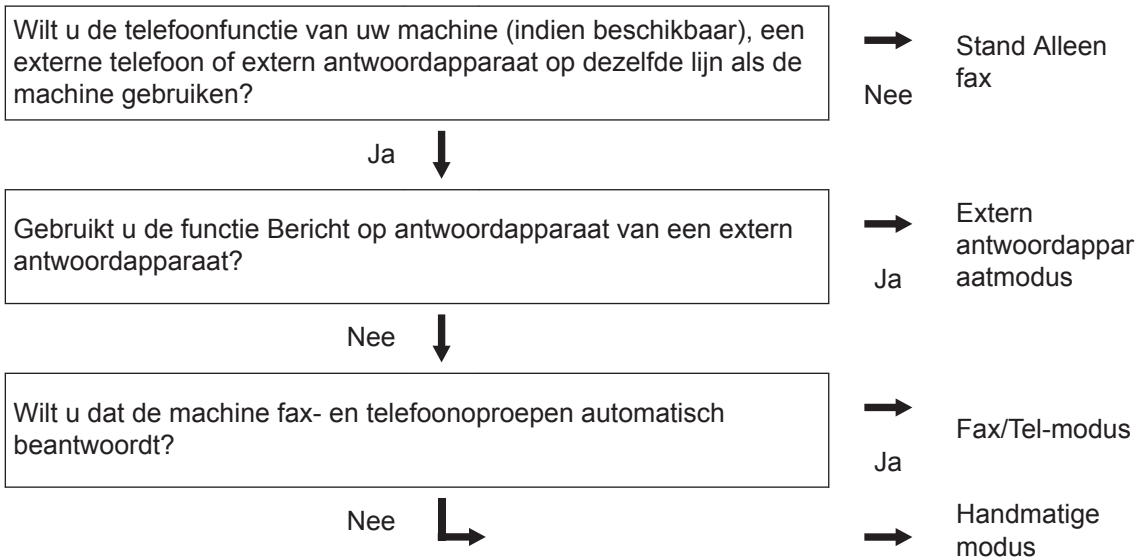 Wilt u de telefoonfunctie van uw machine (indien beschikbaar), een
externe telefoon of extern antwoordapparaat op dezelfde lijn als de
machine gebruiken?
Nee
Stand Alleen
fax
Ja
Gebruikt u de functie Bericht op antwoordapparaat van een extern
antwoordapparaat?
Ja
Extern
antwoordappar
aatmodus
Nee
Wilt u dat de machine fax- en telefoonoproepen automatisch
beantwoordt?
Ja
Fax/Tel-modus
Nee
Handmatige
modus